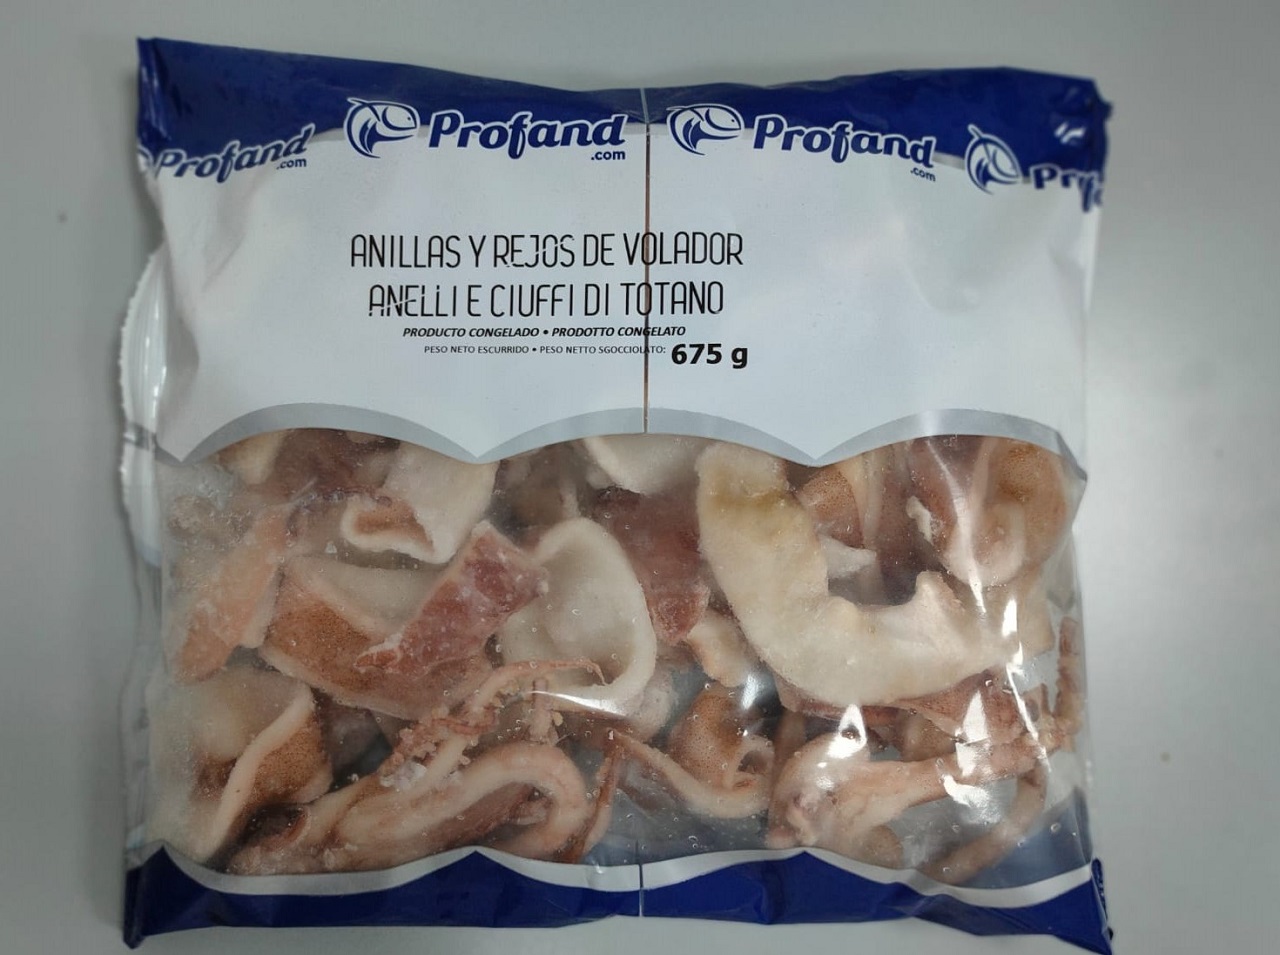 Profand
.com
Profand
.com
Profand
.com
ANILLAS Y REJOS DE VOLADOR
ANELLI E CIUFFI DI TOTANO
PRODUCTO CONGELADO • PRODOTTO CONGELATO
PESO NETO ESCURRIDO • PESO NETTO SGOCCIOLATO: 675 g